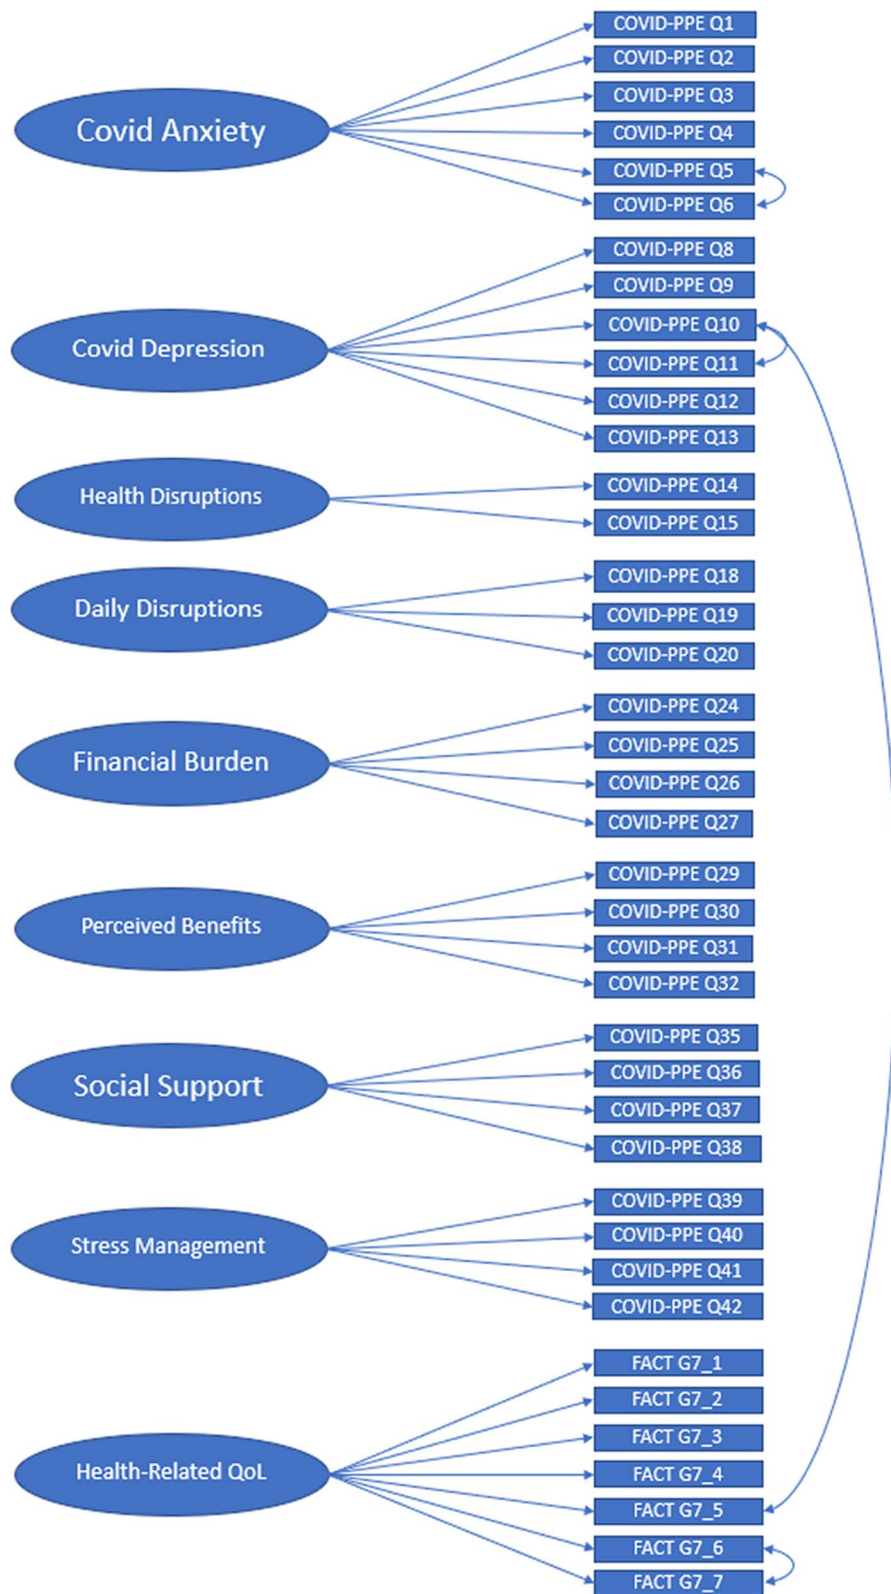 Covid Anxiety
COVID-PPE Q1
COVID-PPE Q2
COVID-PPE Q3
COVID-PPE Q4
COVID-PPE Q5
COVID-PPE Q6
Covid Depression
COVID-PPE Q8
COVID-PPE Q9
COVID-PPE Q10
COVID-PPE Q11
COVID-PPE Q12
COVID-PPE Q13
Health Disruptions
COVID-PPE Q14
COVID-PPE Q15
Daily Disruptions
COVID-PPE Q18
COVID-PPE Q19
COVID-PPE Q20
Financial Burden
COVID-PPE Q24
COVID-PPE Q25
COVID-PPE Q26
COVID-PPE Q27
Perceived Benefits
COVID-PPE Q29
COVID-PPE Q30
COVID-PPE Q31
COVID-PPE Q32
Social Support
COVID-PPE Q35
COVID-PPE Q36
COVID-PPE Q37
COVID-PPE Q38
Stress Management
COVID-PPE Q39
COVID-PPE Q40
COVID-PPE Q41
COVID-PPE Q42
Health-Related QoL
FACT G7_1
FACT G7_2
FACT G7_3
FACT G7_4
FACT G7_5
FACT G7_6
FACT G7_7